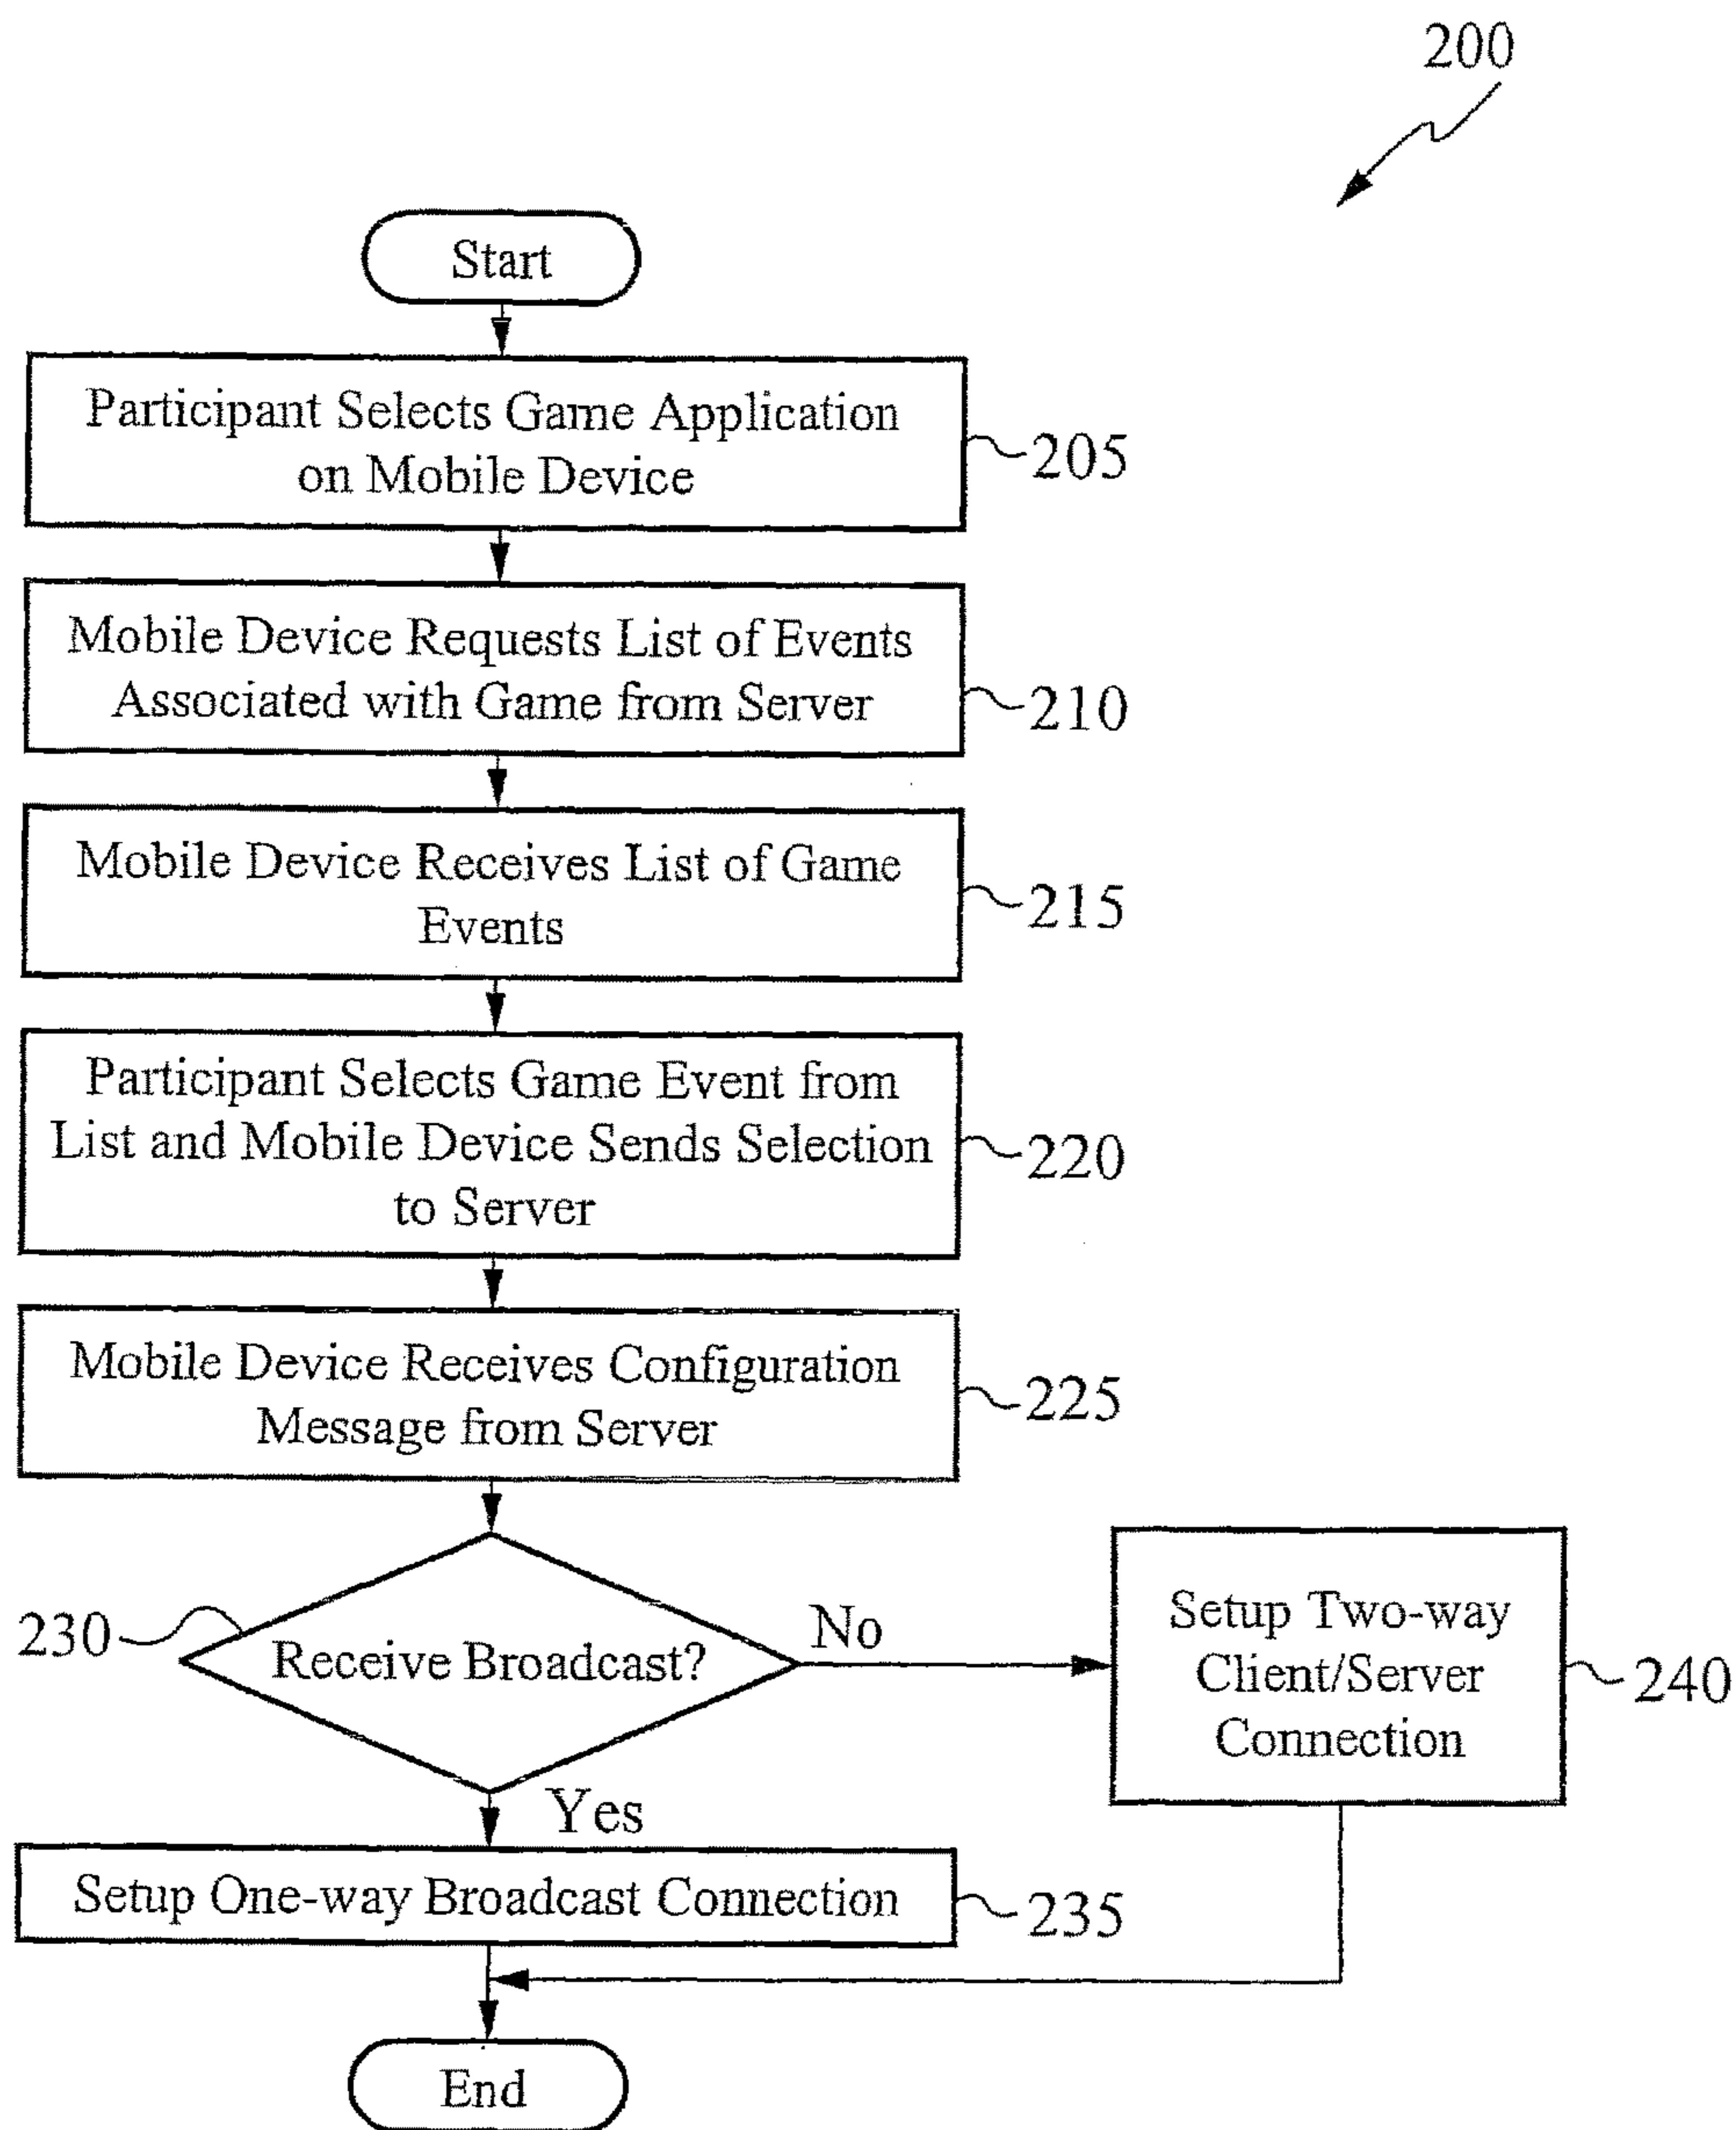 200
Start
Participant Selects Game Application
on Mobile Device
205
Mobile Device Requests List of Events
Associated with Game from Server
210
Mobile Device Receives List of Game
Events
215
Participant Selects Game Event from
List and Mobile Device Sends Selection
to Server
220
Mobile Device Receives Configuration
Message from Server
225
230
Receive Broadcast?
No
Setup Two-way
Client/Server
Connection
240
Yes
Setup One-way Broadcast Connection
235
End